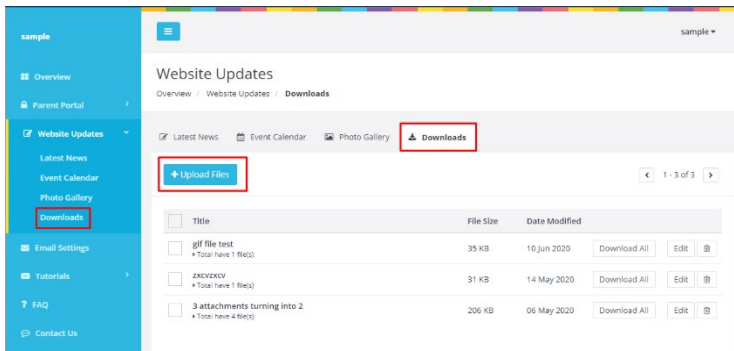 sample
sample
Overview
Parent Portal
Website Updates
Latest News
Event Calendar
Photo Gallery
Downloads
Email Settings
Tutorials
? FAQ
Contact Us
Website Updates
Overview / Website Updates / Downloads
Latest News Event Calendar Photo Gallery Downloads
+ Upload Files < 1 - 3 of 3 >
Title File Size Date Modified
gif file test
Total have 1 file(s)
35 KB 10 Jun 2020 Download All Edit
zxcvzxcv
Total have 1 file(s)
31 KB 14 May 2020 Download All Edit
3 attachments turning into 2
Total have 4 file(s)
206 KB 06 May 2020 Download All Edit